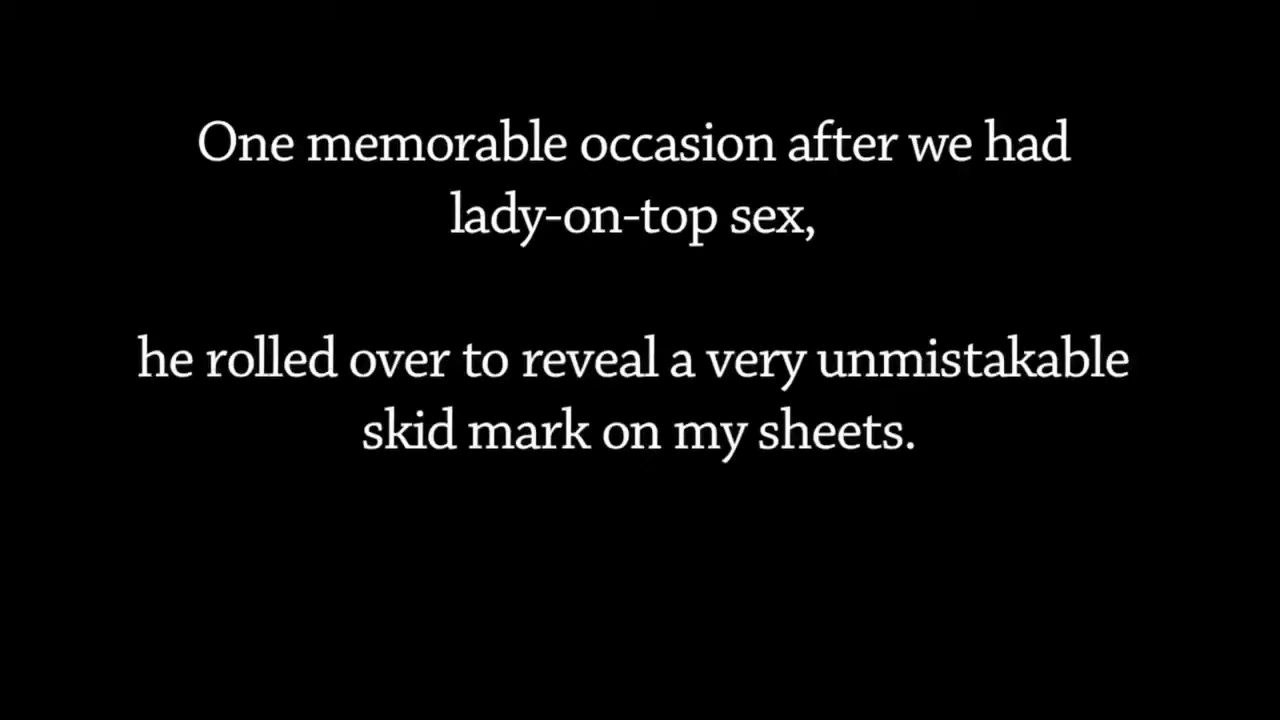 One memorable occasion after we had
lady-on-top sex,
he rolled over to reveal a very unmistakable
skid mark on my sheets.